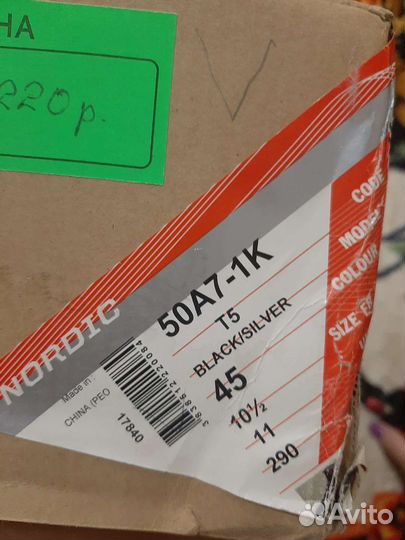 НА
220р.
V
NORDIC
50A7-1K
T5
BLACK/SILVER
45
10½
11
290
CODE
COLOUR
SIZE
Made in
CHINA (PEO
17840
Avito